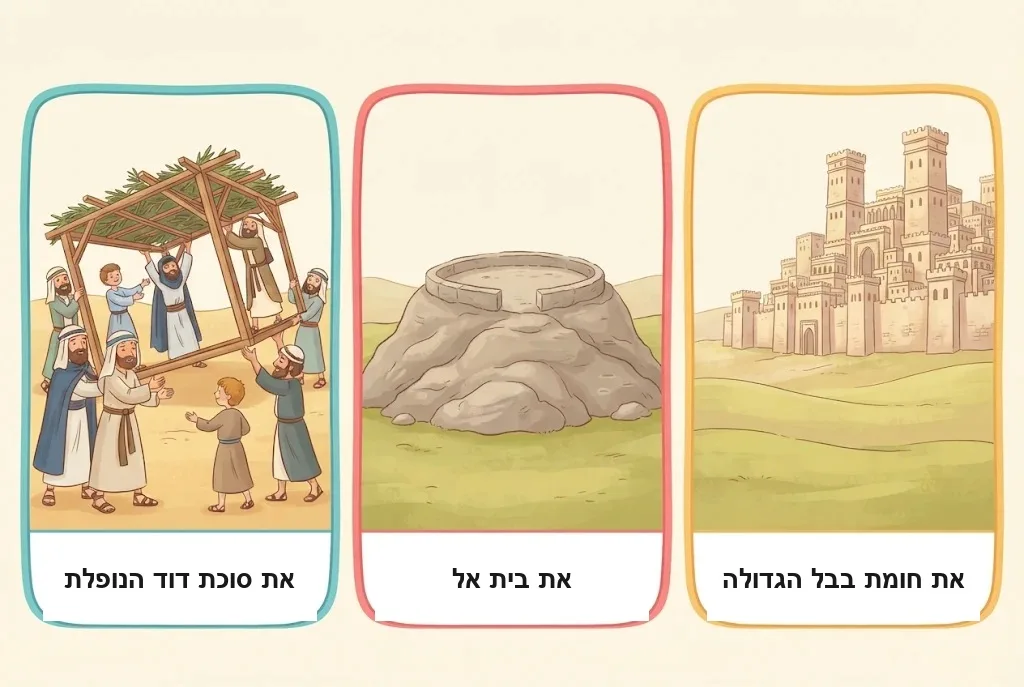 את חומת בבל הגדולה
את בית אל
את סוכת דוד הנופלת